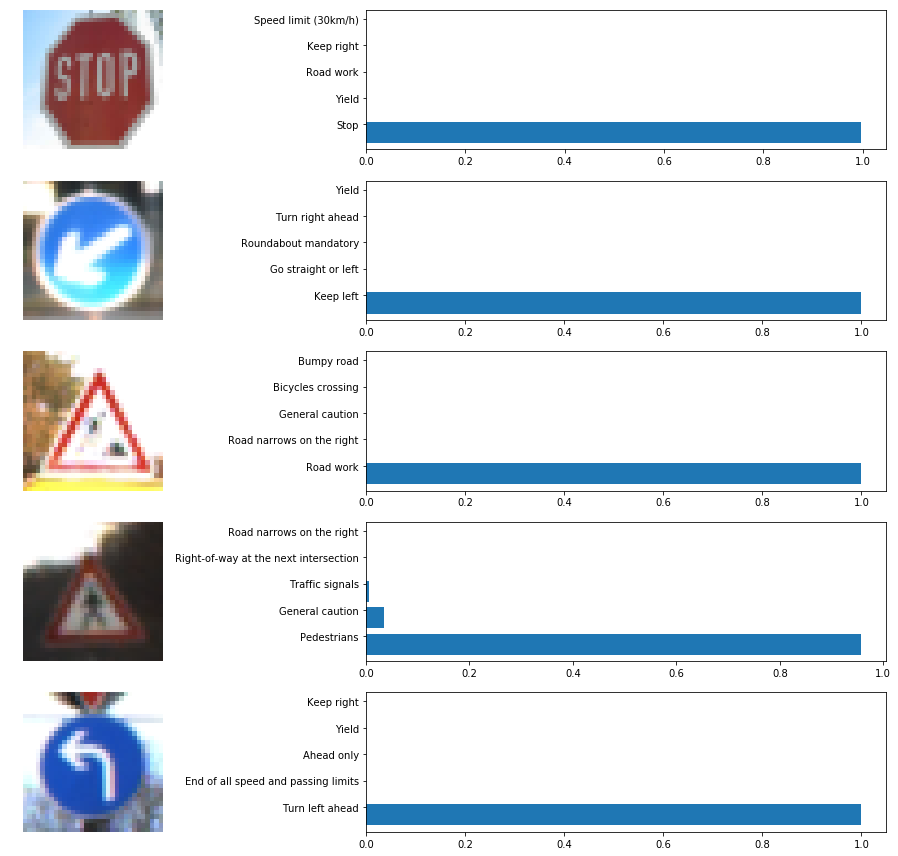 STOP
Speed limit (30km/h)
Keep right
Road work
Yield
Stop
0.0 0.2 0.4 0.6 0.8 1.0
Yield
Turn right ahead
Roundabout mandatory
Go straight or left
Keep left
0.0 0.2 0.4 0.6 0.8 1.0
Bumpy road
Bicycles crossing
General caution
Road narrows on the right
Road work
0.0 0.2 0.4 0.6 0.8 1.0
Road narrows on the right
Right-of-way at the next intersection
Traffic signals
General caution
Pedestrians
0.0 0.2 0.4 0.6 0.8 1.0
Keep right
Yield
Ahead only
End of all speed and passing limits
Turn left ahead
0.0 0.2 0.4 0.6 0.8 1.0